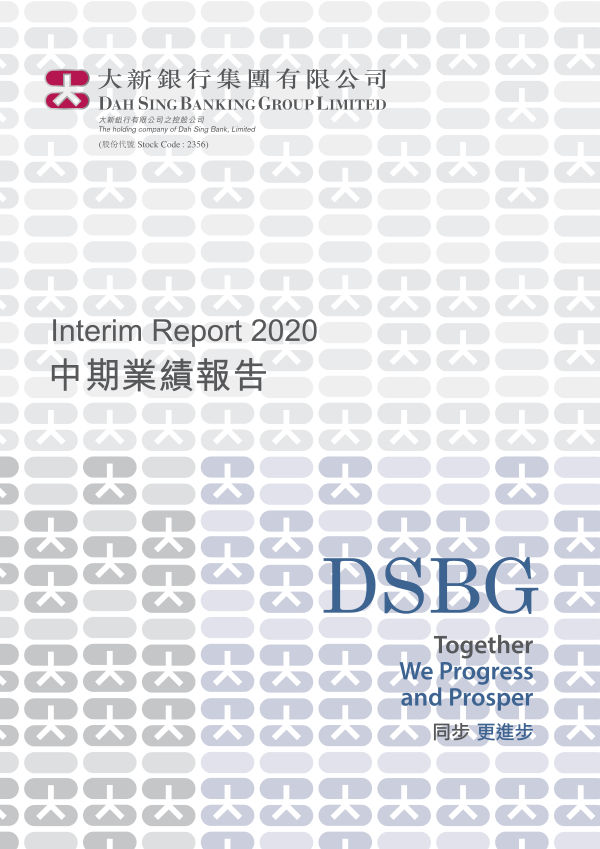 大新銀行集團有限公司
DAH SING BANKING GROUP LIMITED
大新銀行有限公司之控股公司
The holding company of Dah Sing Bank, Limited
(股份代號 Stock Code : 2356)
Interim Report 2020
中期業績報告
DSBG
Together
We Progress
and Prosper
同步 更進步